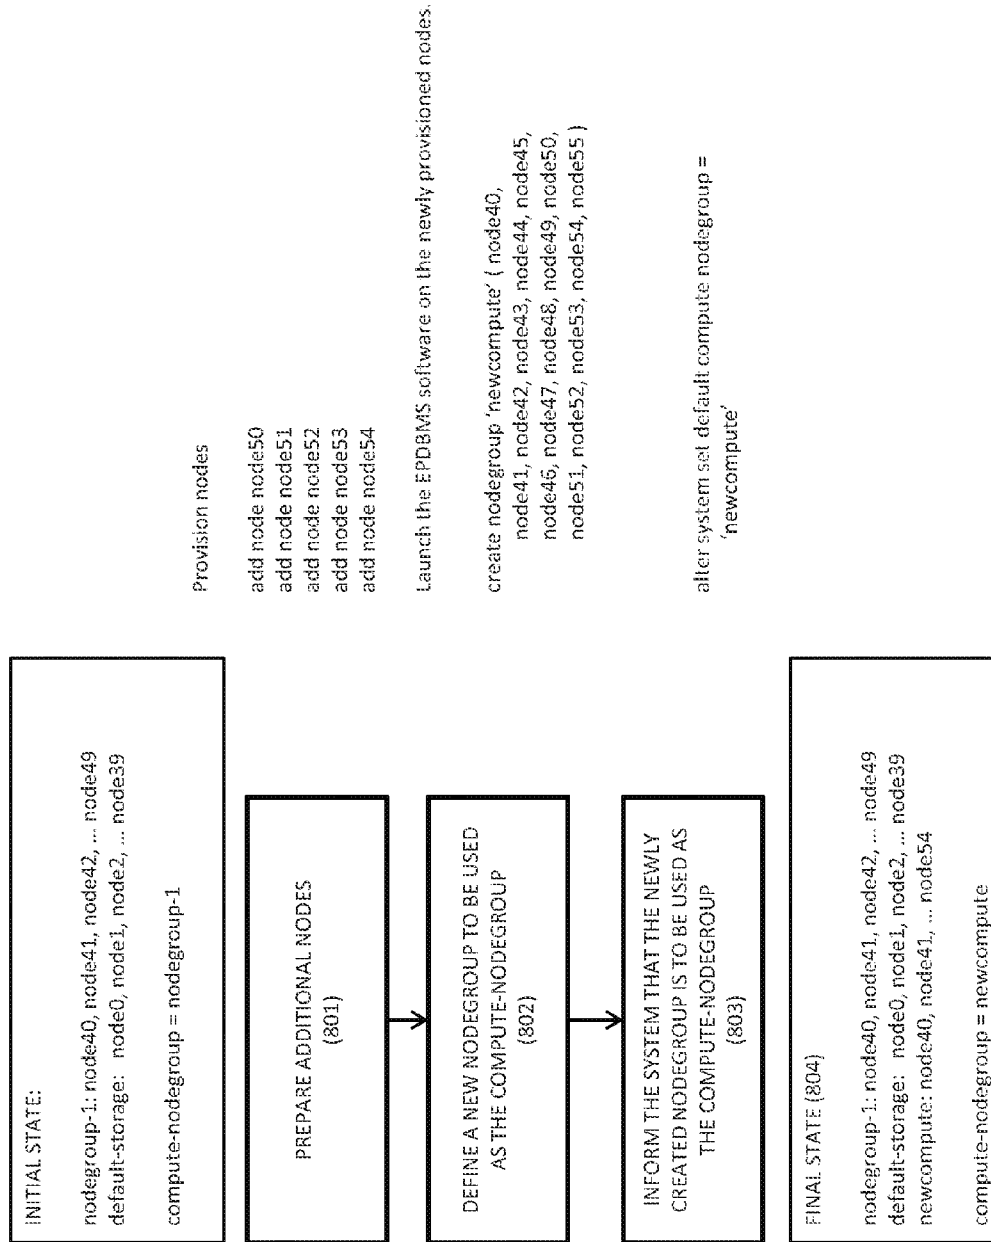 INITIAL STATE:
nodegroup-1: node40, node41, node42, ... node49
default-storage: node0, node1, node2, ... node39
compute-nodegroup = nodegroup-1
Provision nodes
add node node50
add node node51
add node node52
add node node53
add node node54
PREPARE ADDITIONAL NODES
(801)
Launch the EPDBMS software on the newly provisioned nodes.
DEFINE A NEW NODEGROUP TO BE USED
AS THE COMPUTE-NODEGROUP
(802)
create nodegroup 'newcompute' ( node40,
node41, node42, node43, node44, node45,
node46, node47, node48, node49, node50,
node51, node52, node53, node54, node55 )
INFORM THE SYSTEM THAT THE NEWLY
CREATED NODEGROUP IS TO BE USED AS
THE COMPUTE-NODEGROUP
(803)
alter system set default compute nodegroup =
'newcompute'
FINAL STATE (804)
nodegroup-1: node40, node41, node42, ... node49
default-storage: node0, node1, node2, ... node39
newcompute: node40, node41, ... node54
compute-nodegroup = newcompute